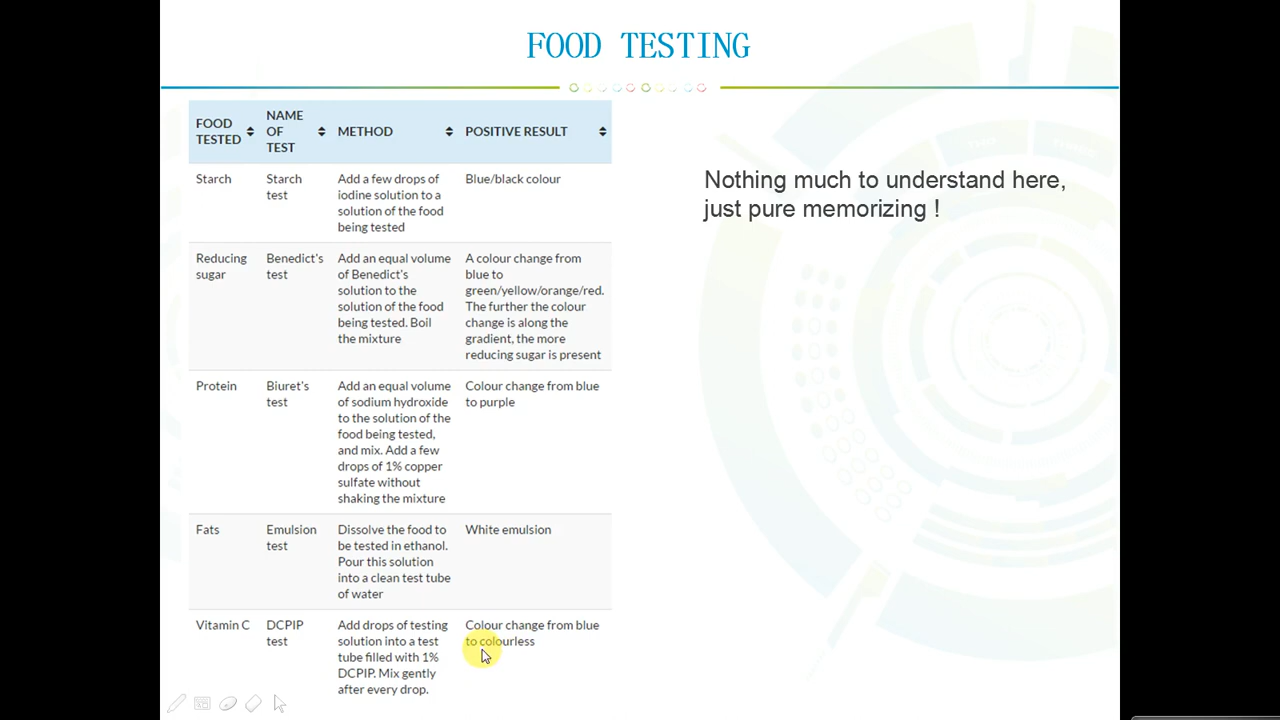 FOOD TESTING
FOOD
TESTED
NAME
OF
TEST
METHOD
POSITIVE RESULT
Starch
Starch
test
Add a few drops of
iodine solution to a
solution of the food
being tested
Blue/black colour
Reducing
sugar
Benedict's
test
Add an equal volume
of Benedict's
solution to the
solution of the food
being tested. Boil
the mixture
A colour change from
blue to
green/yellow/orange/red.
The further the colour
change is along the
gradient, the more
reducing sugar is present
Protein
Biuret's
test
Add an equal volume
of sodium hydroxide
to the solution of the
food being tested,
and mix. Add a few
drops of 1% copper
sulfate without
shaking the mixture
Colour change from blue
to purple
Fats
Emulsion
test
Dissolve the food to
be tested in ethanol.
Pour this solution
into a clean test tube
of water
White emulsion
Vitamin C
DCPIP
test
Add drops of testing
solution into a test
tube filled with 1%
DCPIP. Mix gently
after every drop.
Colour change from blue
to colourless
Nothing much to understand here,
just pure memorizing !